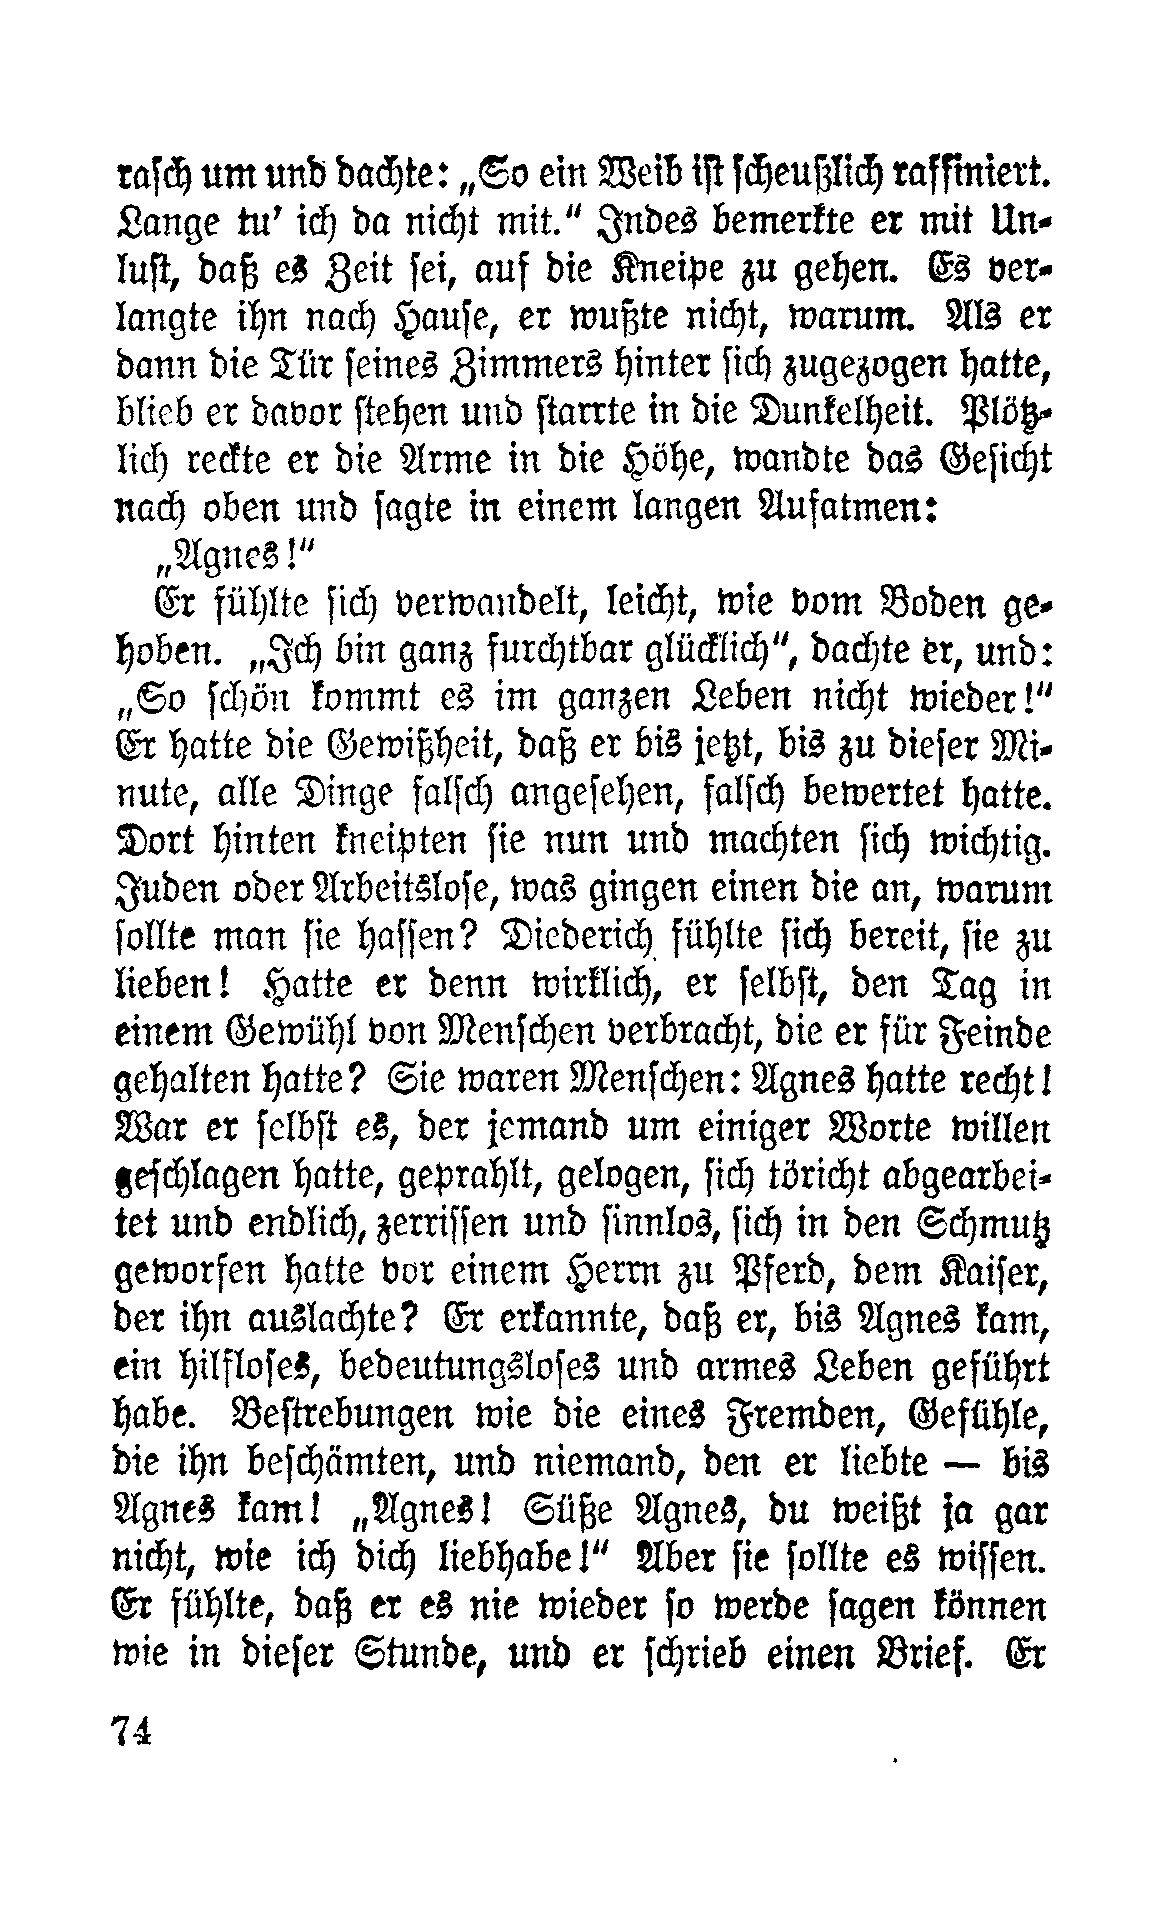 rasch um und dachte: „So ein Weib ist scheußlich raffiniert.
Lange tu' ich da nicht mit.“ Indes bemerkte er mit Un-
lust, daß es Zeit sei, auf die Kneipe zu gehen. Es ver-
langte ihn nach Hause, er wußte nicht, warum. Als er
dann die Tür seines Zimmers hinter sich zugezogen hatte,
blieb er davor stehen und starrte in die Dunkelheit. Plötz-
lich reckte er die Arme in die Höhe, wandte das Gesicht
nach oben und sagte in einem langen Aufatmen:
„Agnes!“
Er fühlte sich verwandelt, leicht, wie vom Boden ge-
hoben. „Ich bin ganz furchtbar glücklich“, dachte er, und:
„So schön kommt es im ganzen Leben nicht wieder!“
Er hatte die Gewißheit, daß er bis jetzt, bis zu dieser Mi-
nute, alle Dinge falsch angesehen, falsch bewertet hatte.
Dort hinten kneipten sie nun und machten sich wichtig.
Juden oder Arbeitslose, was gingen einen die an, warum
sollte man sie hassen? Diederich fühlte sich bereit, sie zu
lieben! Hatte er denn wirklich, er selbst, den Tag in
einem Gewühl von Menschen verbracht, die er für Feinde
gehalten hatte? Sie waren Menschen: Agnes hatte recht!
War er selbst es, der jemand um einiger Worte willen
geschlagen hatte, geprahlt, gelogen, sich töricht abgearbei-
tet und endlich, zerrissen und sinnlos, sich in den Schmutz
geworfen hatte vor einem Herrn zu Pferd, dem Kaiser,
der ihn auslachte? Er erkannte, daß er, bis Agnes kam,
ein hilfloses, bedeutungsloses und armes Leben geführt
habe. Bestrebungen wie die eines Fremden, Gefühle,
die ihn beschämten, und niemand, den er liebte — bis
Agnes kam! „Agnes! Süße Agnes, du weißt ja gar
nicht, wie ich dich liebhabe!“ Aber sie sollte es wissen.
Er fühlte, daß er es nie wieder so werde sagen können
wie in dieser Stunde, und er schrieb einen Brief. Er
74